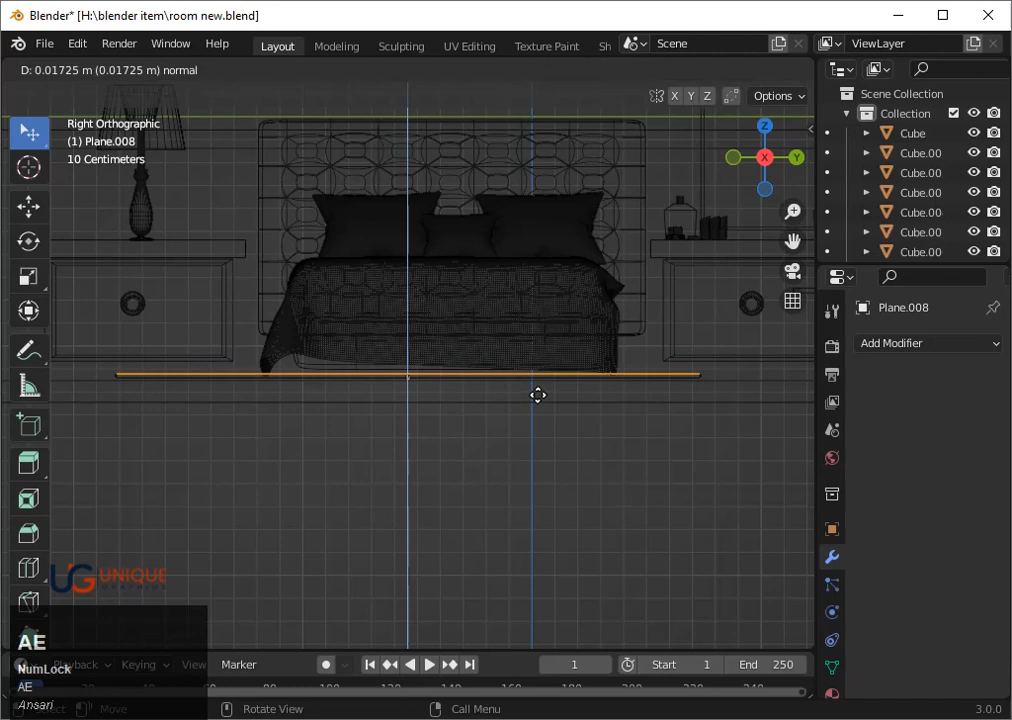 Blender* [H:\blender item\room new.blend]
File Edit Render Window Help Layout Modeling Sculpting UV Editing Texture Paint Sh Scene ViewLayer
D: 0.01725 m (0.01725 m) normal
X Y Z Options
Right Orthographic
(1) Plane.008
10 Centimeters
Z
X Y
Scene Collection
Collection
Cube
Cube.00
Cube.00
Cube.00
Cube.00
Cube.00
Cube.00
Plane.008
Add Modifier
UG UNIQUE
AE
NumLock
AE
Ansari
Playback Keying View Marker 1 Start 1 End 250
Select Move Rotate View Call Menu 3.0.0